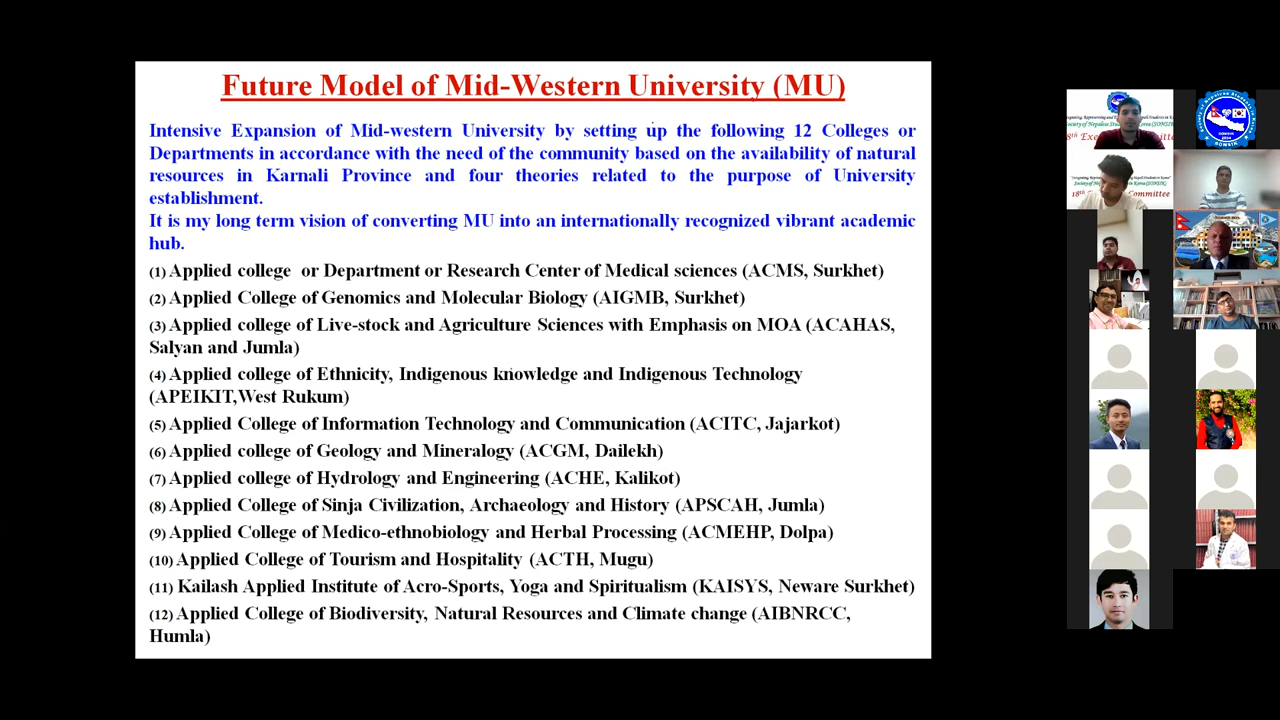 Future Model of Mid-Western University (MU)
Intensive Expansion of Mid-western University by setting up the following 12 Colleges or
Departments in accordance with the need of the community based on the availability of natural
resources in Karnali Province and four theories related to the purpose of University
establishment.
It is my long term vision of converting MU into an internationally recognized vibrant academic
hub.
(1) Applied college or Department or Research Center of Medical sciences (ACMS, Surkhet)
(2) Applied College of Genomics and Molecular Biology (AIGMB, Surkhet)
(3) Applied college of Live-stock and Agriculture Sciences with Emphasis on MOA (ACAHAS,
Salyan and Jumla)
(4) Applied college of Ethnicity, Indigenous knowledge and Indigenous Technology
(APEIKIT,West Rukum)
(5) Applied College of Information Technology and Communication (ACITC, Jajarkot)
(6) Applied college of Geology and Mineralogy (ACGM, Dailekh)
(7) Applied college of Hydrology and Engineering (ACHE, Kalikot)
(8) Applied College of Sinja Civilization, Archaeology and History (APSCAH, Jumla)
(9) Applied College of Medico-ethnobiology and Herbal Processing (ACMEHP, Dolpa)
(10) Applied College of Tourism and Hospitality (ACTH, Mugu)
(11) Kailash Applied Institute of Acro-Sports, Yoga and Spiritualism (KAISYS, Neware Surkhet)
(12) Applied College of Biodiversity, Natural Resources and Climate change (AIBNRCC,
Humla)
Society of Nepalese Students in Korea (SONSIK)
18th Committee
SONSIK